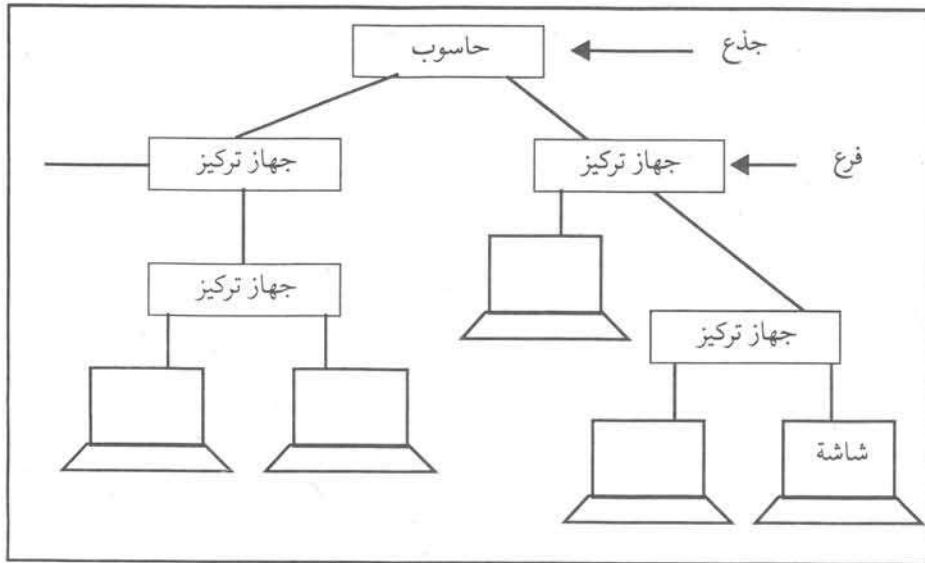 حاسوب
جذع
جهاز تركيز
جهاز تركيز
فرع
جهاز تركيز
جهاز تركيز
شاشة